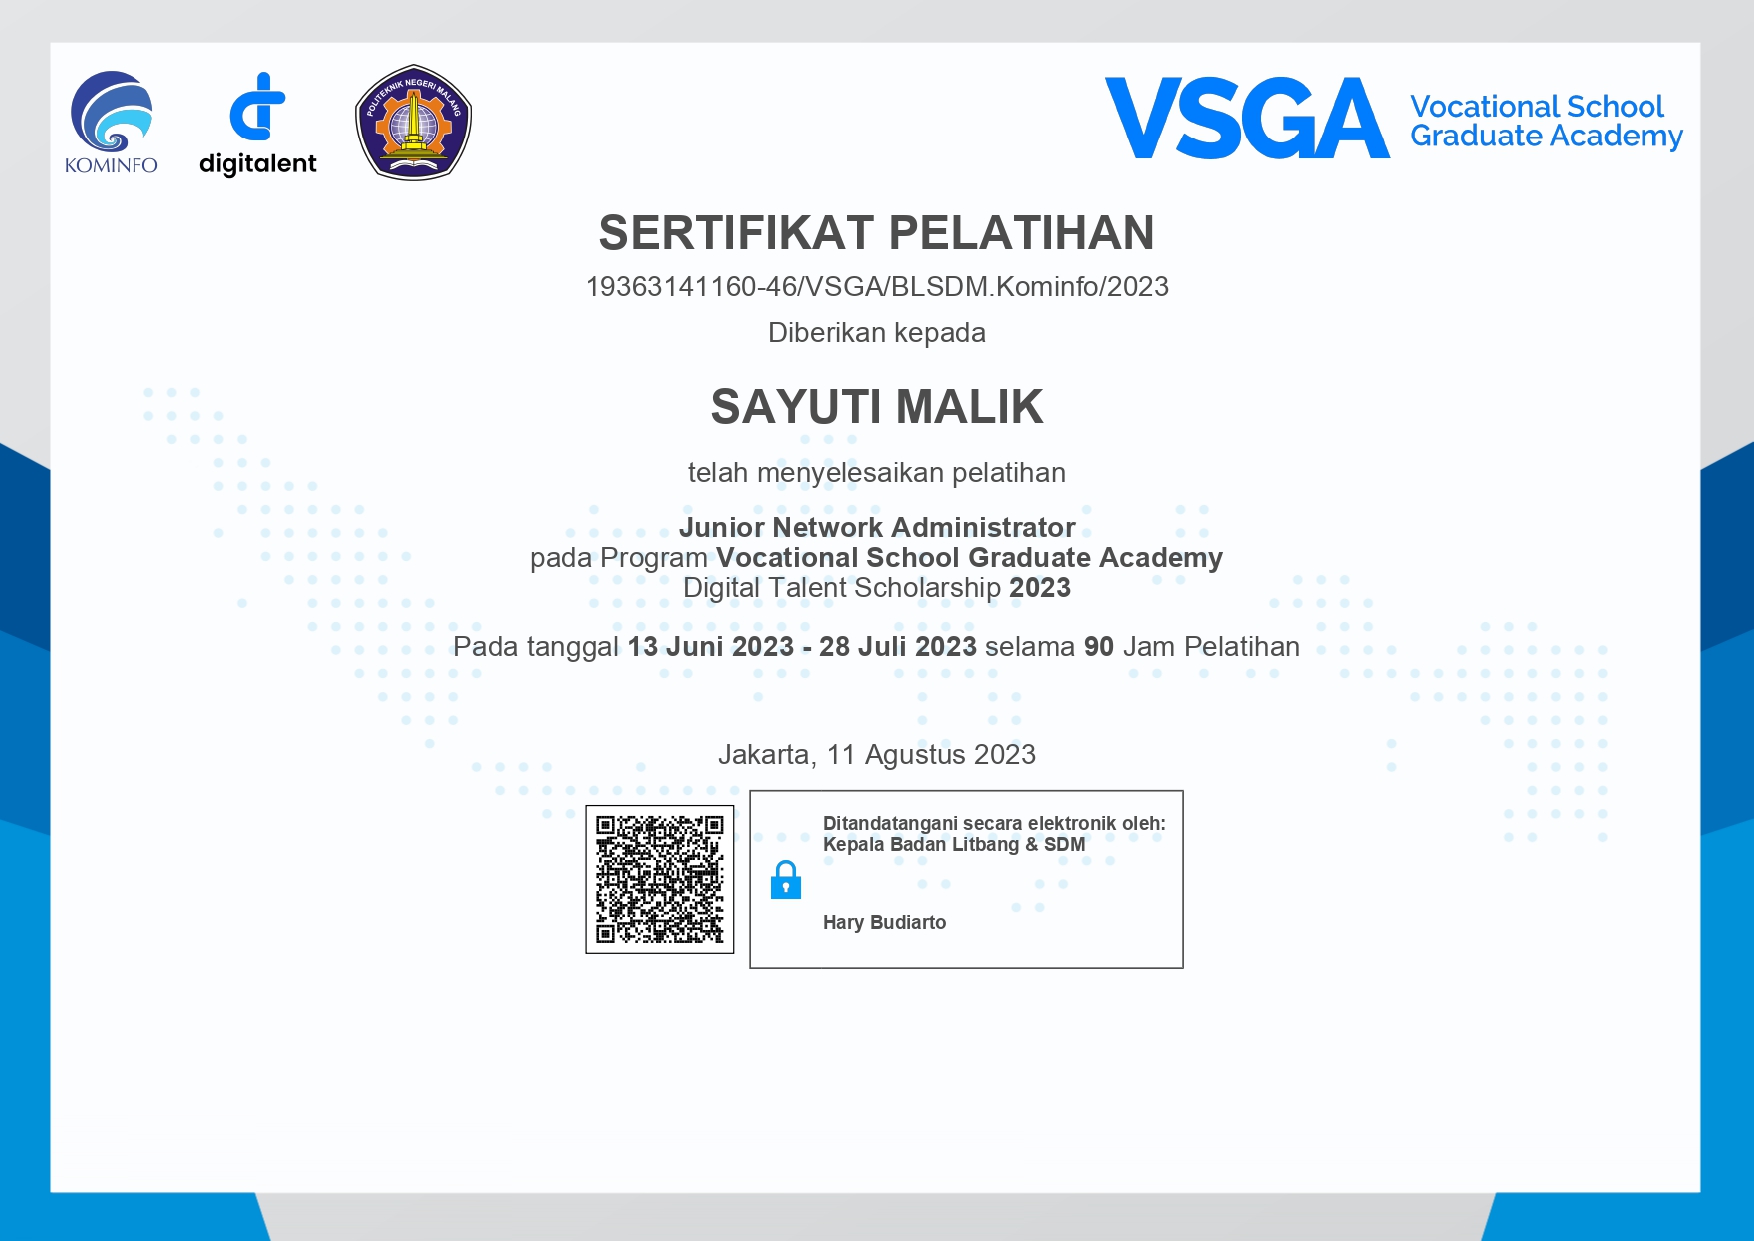 KOMINFO
digitalent
POLITEKNIK NEGERI MALANG
VSGA
Vocational School
Graduate Academy
SERTIFIKAT PELATIHAN
19363141160-46/VSGA/BLSDM.Kominfo/2023
Diberikan kepada
SAYUTI MALIK
telah menyelesaikan pelatihan
Junior Network Administrator
pada Program Vocational School Graduate Academy
Digital Talent Scholarship 2023
Pada tanggal 13 Juni 2023 - 28 Juli 2023 selama 90 Jam Pelatihan
Jakarta, 11 Agustus 2023
Ditandatangani secara elektronik oleh:
Kepala Badan Litbang & SDM
Hary Budiarto